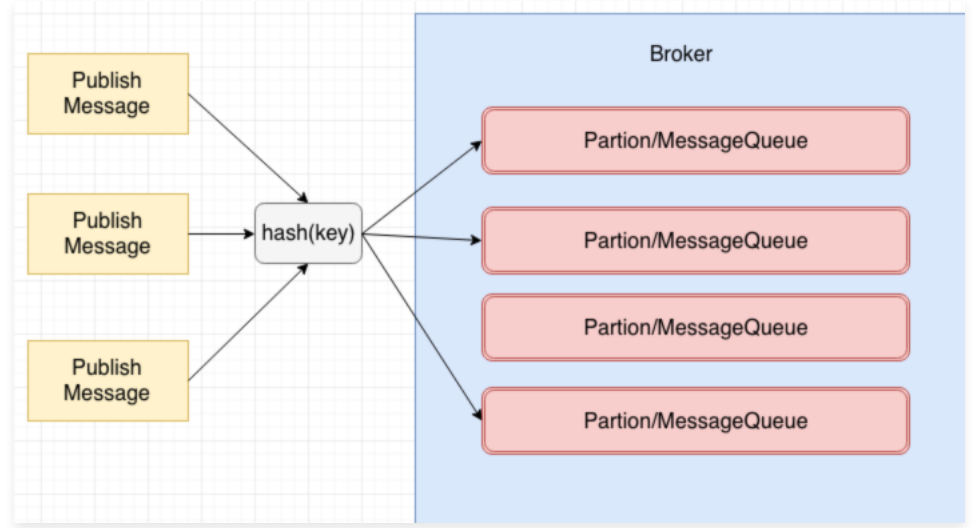 Publish
Message
Publish
Message
Publish
Message
hash(key)
Broker
Partion/MessageQueue
Partion/MessageQueue
Partion/MessageQueue
Partion/MessageQueue